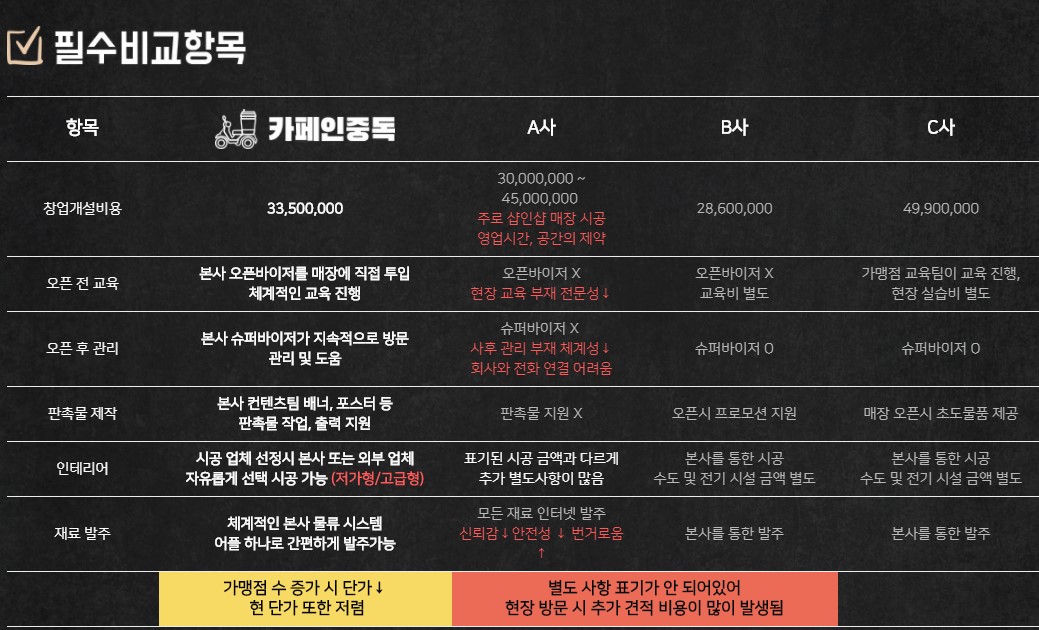 필수비교항목
항목 카페인중독 A사 B사 C사
창업개설비용
33,500,000
30,000,000 ~
45,000,000
주로 샵인샵 매장 시공
영업시간, 공간의 제약
28,600,000
49,900,000
오픈 전 교육
본사 오픈바이저를 매장에 직접 투입
체계적인 교육 진행
오픈바이저 X
현장 교육 부재 전문성↓
오픈바이저 X
교육비 별도
가맹점 교육팀이 교육 진행,
현장 실습비 별도
오픈 후 관리
본사 슈퍼바이저가 지속적으로 방문
관리 및 도움
슈퍼바이저 X
사후 관리 부재 체계성↓
회사와 전화 연결 어려움
슈퍼바이저 O
슈퍼바이저 O
판촉물 제작
본사 컨텐츠팀 배너, 포스터 등
판촉물 작업, 출력 지원
판촉물 지원 X
오픈시 프로모션 지원
매장 오픈시 초도물품 제공
인테리어
시공 업체 선정시 본사 또는 외부 업체
자유롭게 선택 시공 가능 (저가형/고급형)
표기된 시공 금액과 다르게
추가 별도사항이 많음
본사를 통한 시공
수도 및 전기 시설 금액 별도
본사를 통한 시공
수도 및 전기 시설 금액 별도
재료 발주
체계적인 본사 물류 시스템
어플 하나로 간편하게 발주가능
모든 재료 인터넷 발주
신뢰감↓안전성 ↓ 번거로움
↑
본사를 통한 발주
본사를 통한 발주
가맹점 수 증가 시 단가↓
현 단가 또한 저렴
별도 사항 표기가 안 되어있어
현장 방문 시 추가 견적 비용이 많이 발생됨